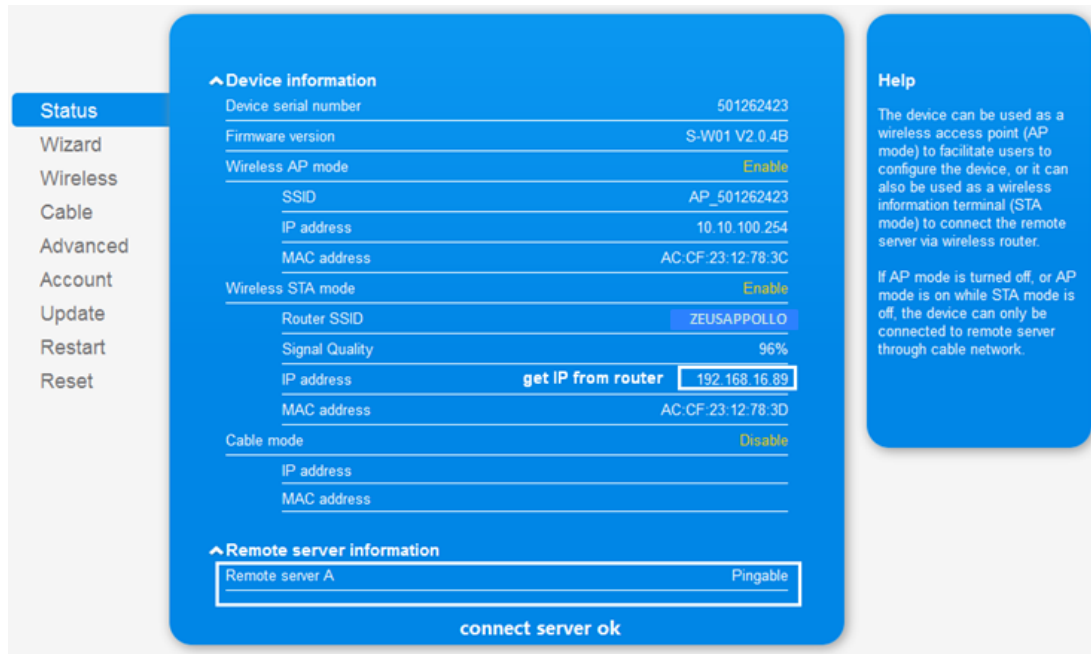 Status
Wizard
Wireless
Cable
Advanced
Account
Update
Restart
Reset
Device information
Device serial number 501262423
Firmware version S-W01 V2.0.4B
Wireless AP mode Enable
SSID AP_501262423
IP address 10.10.100.254
MAC address AC:CF:23:12:78:3C
Wireless STA mode Enable
Router SSID ZEUSAPPOLLO
Signal Quality 96%
IP address get IP from router 192.168.16.89
MAC address AC:CF:23:12:78:3D
Cable mode Disable
IP address
MAC address
Remote server information
Remote server A Pingable
connect server ok
Help
The device can be used as a
wireless access point (AP
mode) to facilitate users to
configure the device, or it can
also be used as a wireless
information terminal (STA
mode) to connect the remote
server via wireless router.
If AP mode is turned off, or AP
mode is on while STA mode is
off, the device can only be
connected to remote server
through cable network.